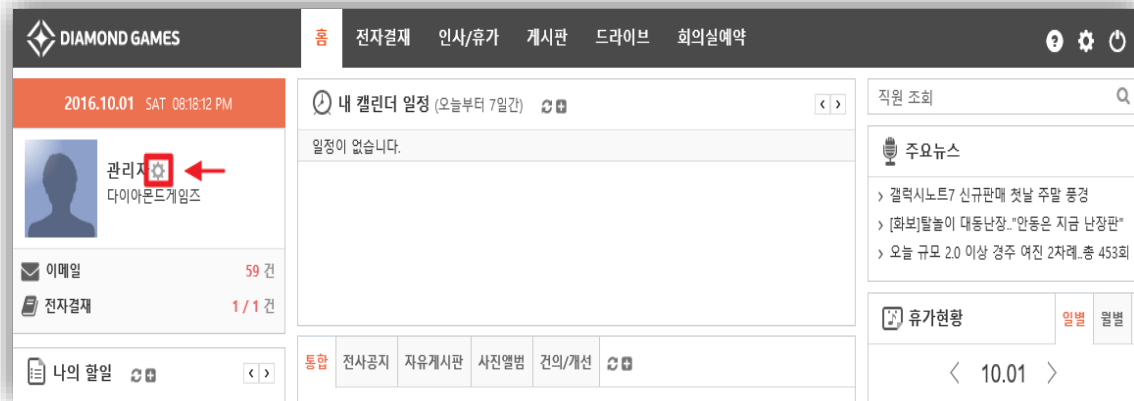 DIAMOND GAMES
홈 전자결재 인사/휴가 게시판 드라이브 회의실예약
2016.10.01 SAT 08:18:12 PM
관리자
다이아몬드게임즈
이메일 59 건
전자결재 1 / 1 건
나의 할일
내 캘린더 일정 (오늘부터 7일간)
일정이 없습니다.
통합 전사공지 자유게시판 사진앨범 건의/개선
직원 조회
주요뉴스
> 갤럭시노트7 신규판매 첫날 주말 풍경
> [화보]탈놀이 대동난장.."안동은 지금 난장판"
> 오늘 규모 2.0 이상 경주 여진 2차례..총 453회
휴가현황 일별 월별
< 10.01 >